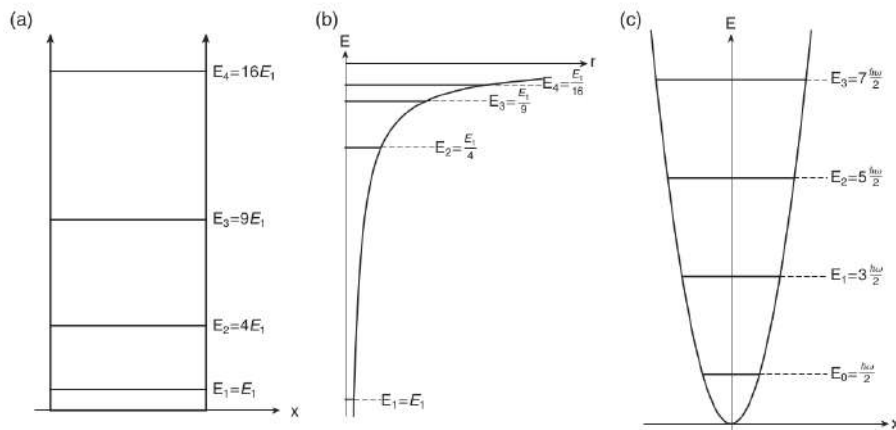 (a)
E₄=16E₁
E₃=9E₁
E₂=4E₁
E₁=E₁
x
(b)
E
r
E₄=E₁/16
E₃=E₁/9
E₂=E₁/4
E₁=E₁
(c)
E
E₃=7ħω/2
E₂=5ħω/2
E₁=3ħω/2
E₀=ħω/2
x